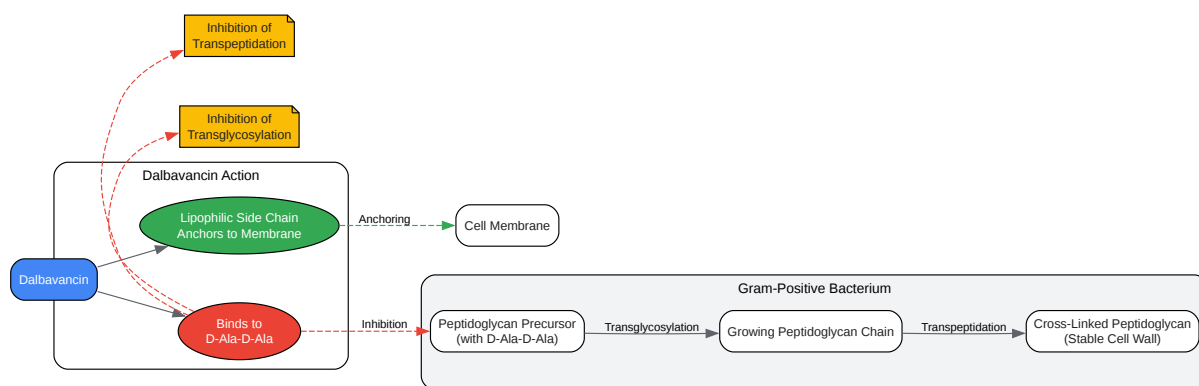 Inhibition of
Transpeptidation
Inhibition of
Transglycosylation
Dalbavancin Action
Lipophilic Side Chain
Anchors to Membrane
Anchoring
Cell Membrane
Dalbavancin
Gram-Positive Bacterium
Binds to
D-Ala-D-Ala
Inhibition
Peptidoglycan Precursor
(with D-Ala-D-Ala)
Transglycosylation
Growing Peptidoglycan Chain
Transpeptidation
Cross-Linked Peptidoglycan
(Stable Cell Wall)